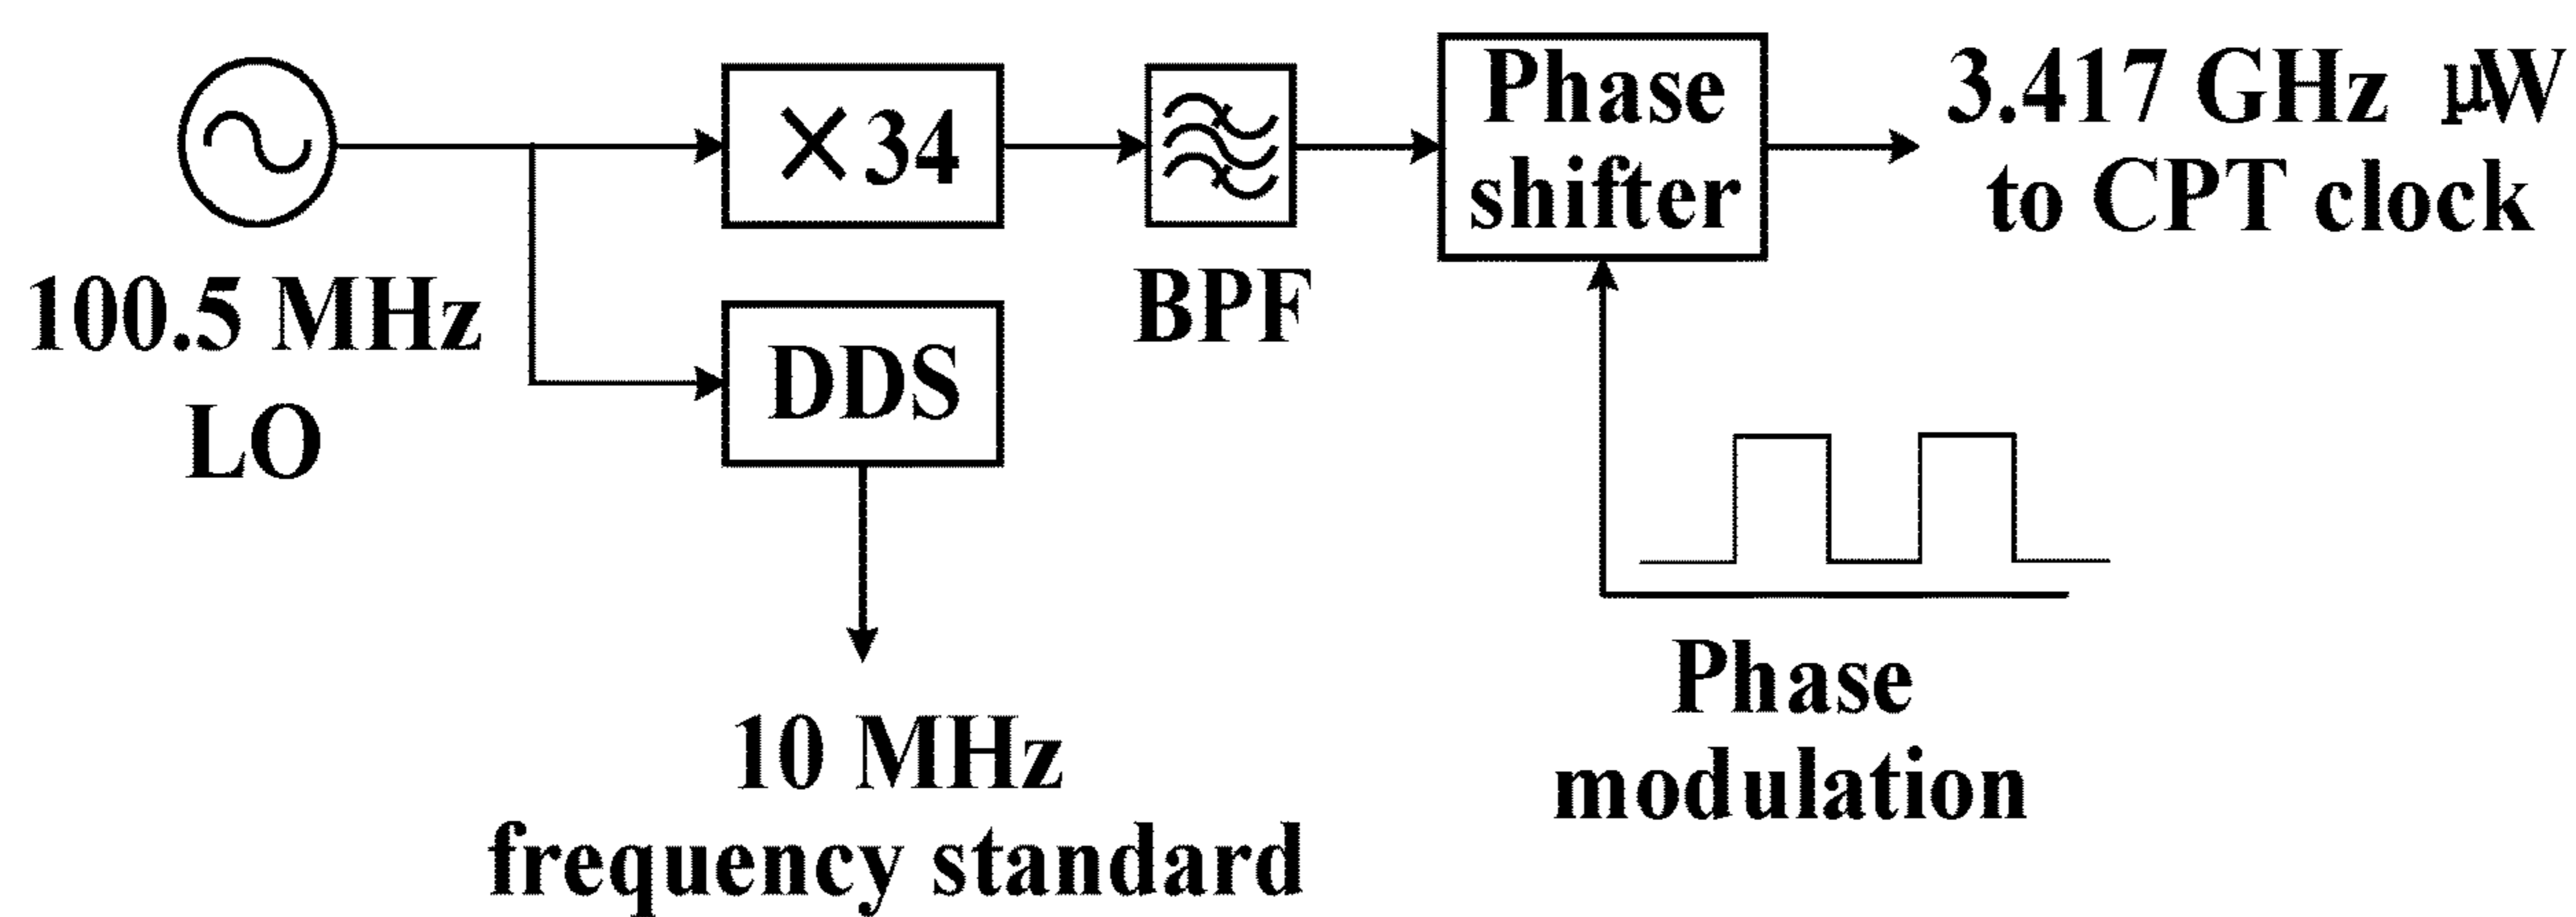 100.5 MHz
LO
×34
DDS
10 MHz
frequency standard
BPF
Phase
shifter
3.417 GHz μW
to CPT clock
Phase
modulation